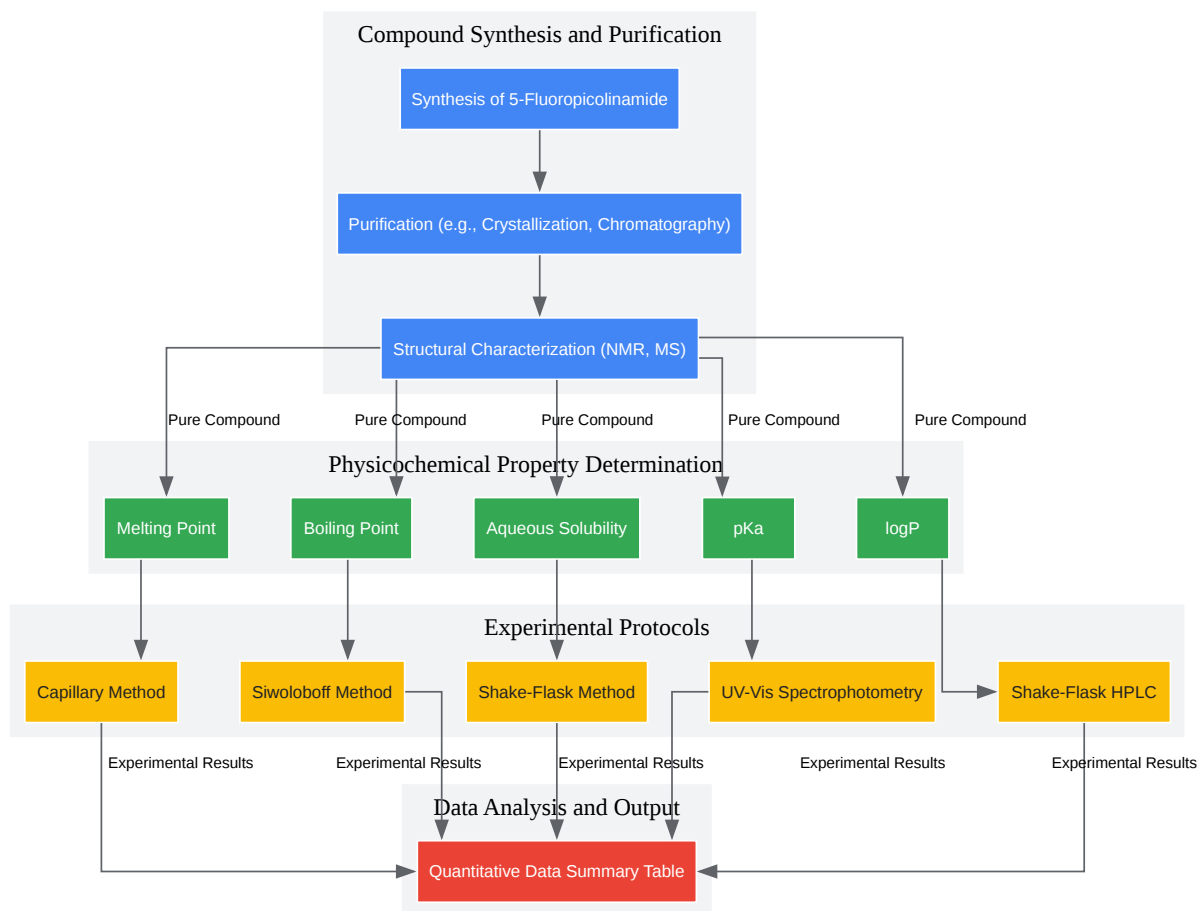 Compound Synthesis and Purification
Synthesis of 5-Fluoropicolinamide
Purification (e.g., Crystallization, Chromatography)
Structural Characterization (NMR, MS)
Pure Compound
Pure Compound
Pure Compound
Pure Compound
Pure Compound
Physicochemical Property Determination
Melting Point
Boiling Point
Aqueous Solubility
pKa
logP
Experimental Protocols
Capillary Method
Siwoloboff Method
Shake-Flask Method
UV-Vis Spectrophotometry
Shake-Flask HPLC
Experimental Results
Experimental Results
Experimental Results
Experimental Results
Experimental Results
Data Analysis and Output
Quantitative Data Summary Table